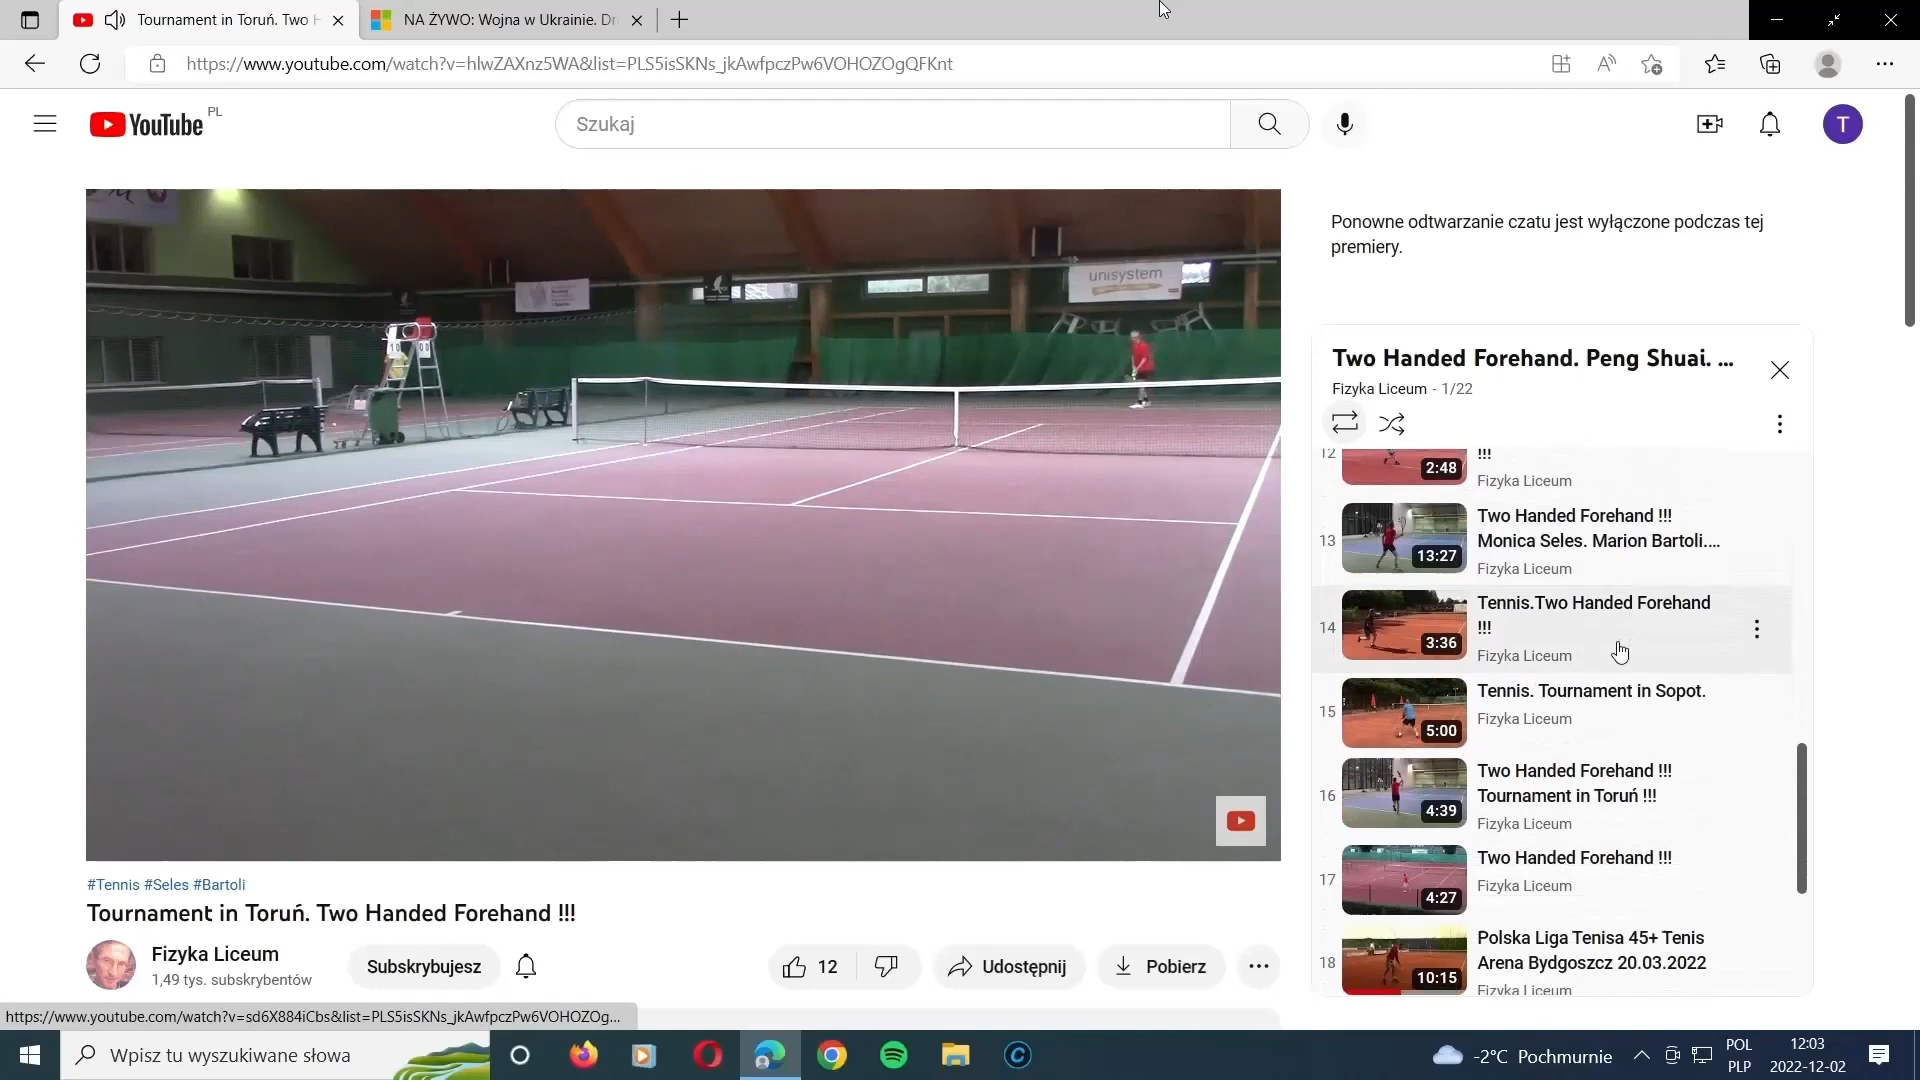 Tournament in Toruń. Two H
NA ŻYWO: Wojna w Ukrainie. Dr
https://www.youtube.com/watch?v=hlwZAXnz5WA&list=PLS5isSKNs_jkAwfpczPw6VOHOZOgQFKnt
YouTube PL
Szukaj
T
unisystem
Ponowne odtwarzanie czatu jest wyłączone podczas tej
premiery.
Two Handed Forehand. Peng Shuai. ...
Fizyka Liceum - 1/22
12
2:48
!!!
Fizyka Liceum
13
13:27
Two Handed Forehand !!!
Monica Seles. Marion Bartoli....
Fizyka Liceum
14
3:36
Tennis.Two Handed Forehand
!!!
Fizyka Liceum
15
5:00
Tennis. Tournament in Sopot.
Fizyka Liceum
16
4:39
Two Handed Forehand !!!
Tournament in Toruń !!!
Fizyka Liceum
17
4:27
Two Handed Forehand !!!
Fizyka Liceum
18
10:15
Polska Liga Tenisa 45+ Tenis
Arena Bydgoszcz 20.03.2022
Fizyka Liceum
#Tennis #Seles #Bartoli
Tournament in Toruń. Two Handed Forehand !!!
Fizyka Liceum
1,49 tys. subskrybentów
Subskrybujesz
12
Udostępnij
Pobierz
https://www.youtube.com/watch?v=sd6X884iCbs&list=PLS5isSKNs_jkAwfpczPw6VOHOZOg...
Wpisz tu wyszukiwane słowa
-2°C Pochmurnie
POL
PLP
12:03
2022-12-02